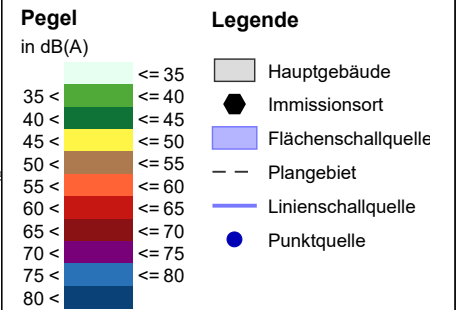 Pegel
in dB(A)
<= 35
35 < <= 40
40 < <= 45
45 < <= 50
50 < <= 55
55 < <= 60
60 < <= 65
65 < <= 70
70 < <= 75
75 < <= 80
80 <
Legende
Hauptgebäude
Immissionsort
Flächenschallquelle
Plangebiet
Linienschallquelle
Punktquelle